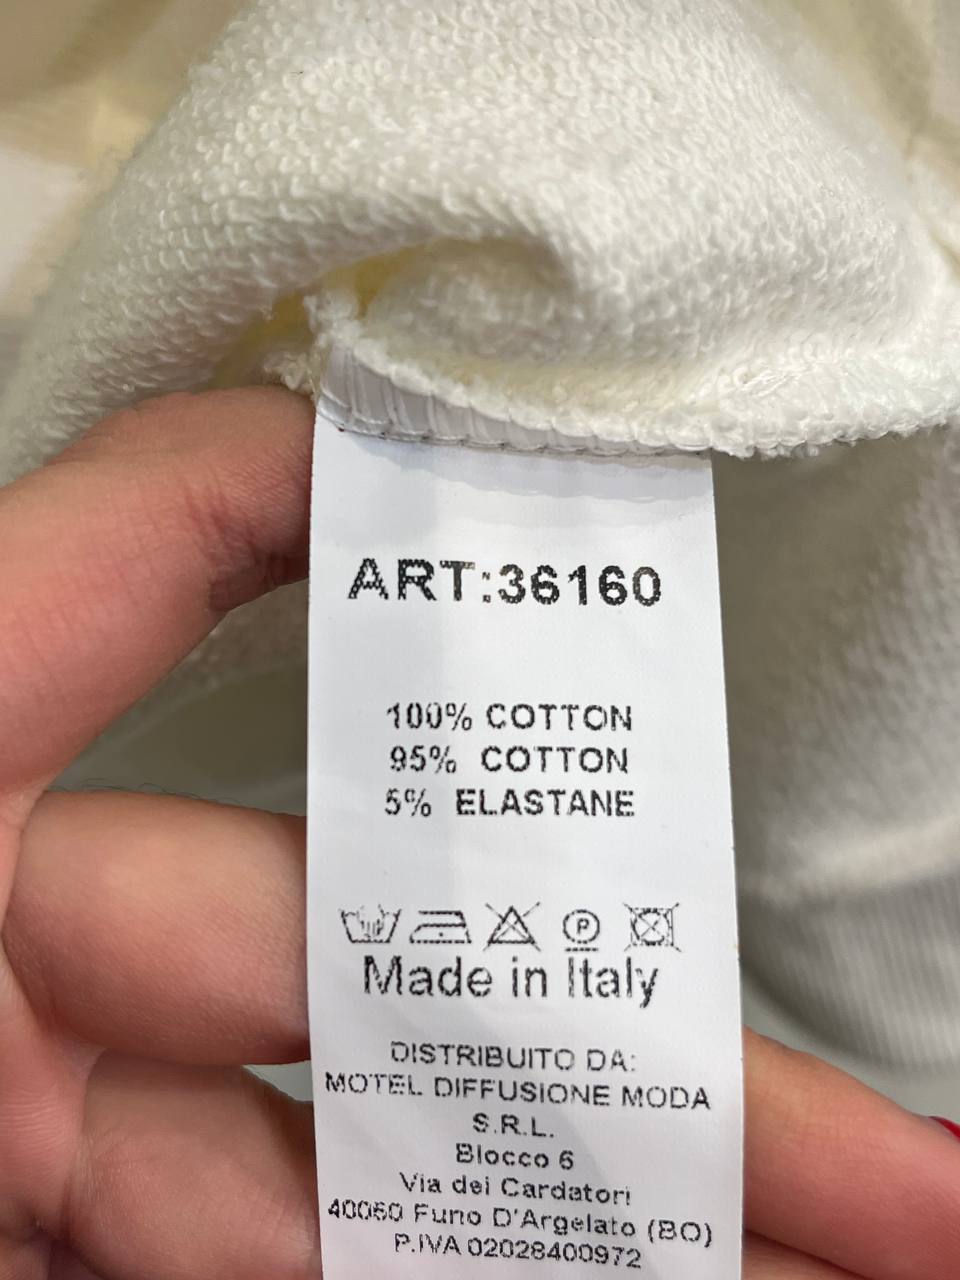 ART:36160
100% COTTON
95% COTTON
5% ELASTANE
P
Made in Italy
DISTRIBUITO DA:
MOTEL DIFFUSIONE MODA
S.R.L.
Blocco 6
Via dei Cardatori
40060 Funo D'Argelato (BO)
P.IVA 02028400972